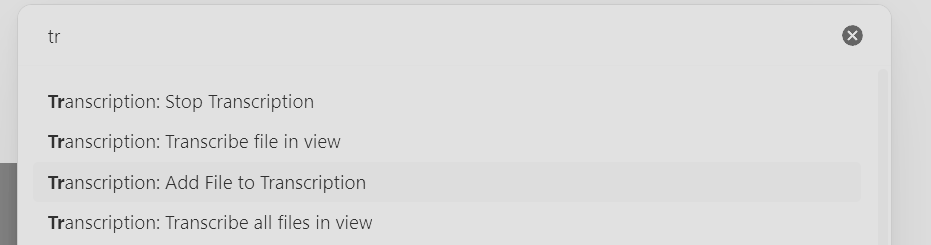 tr
Transcription: Stop Transcription
Transcription: Transcribe file in view
Transcription: Add File to Transcription
Transcription: Transcribe all files in view